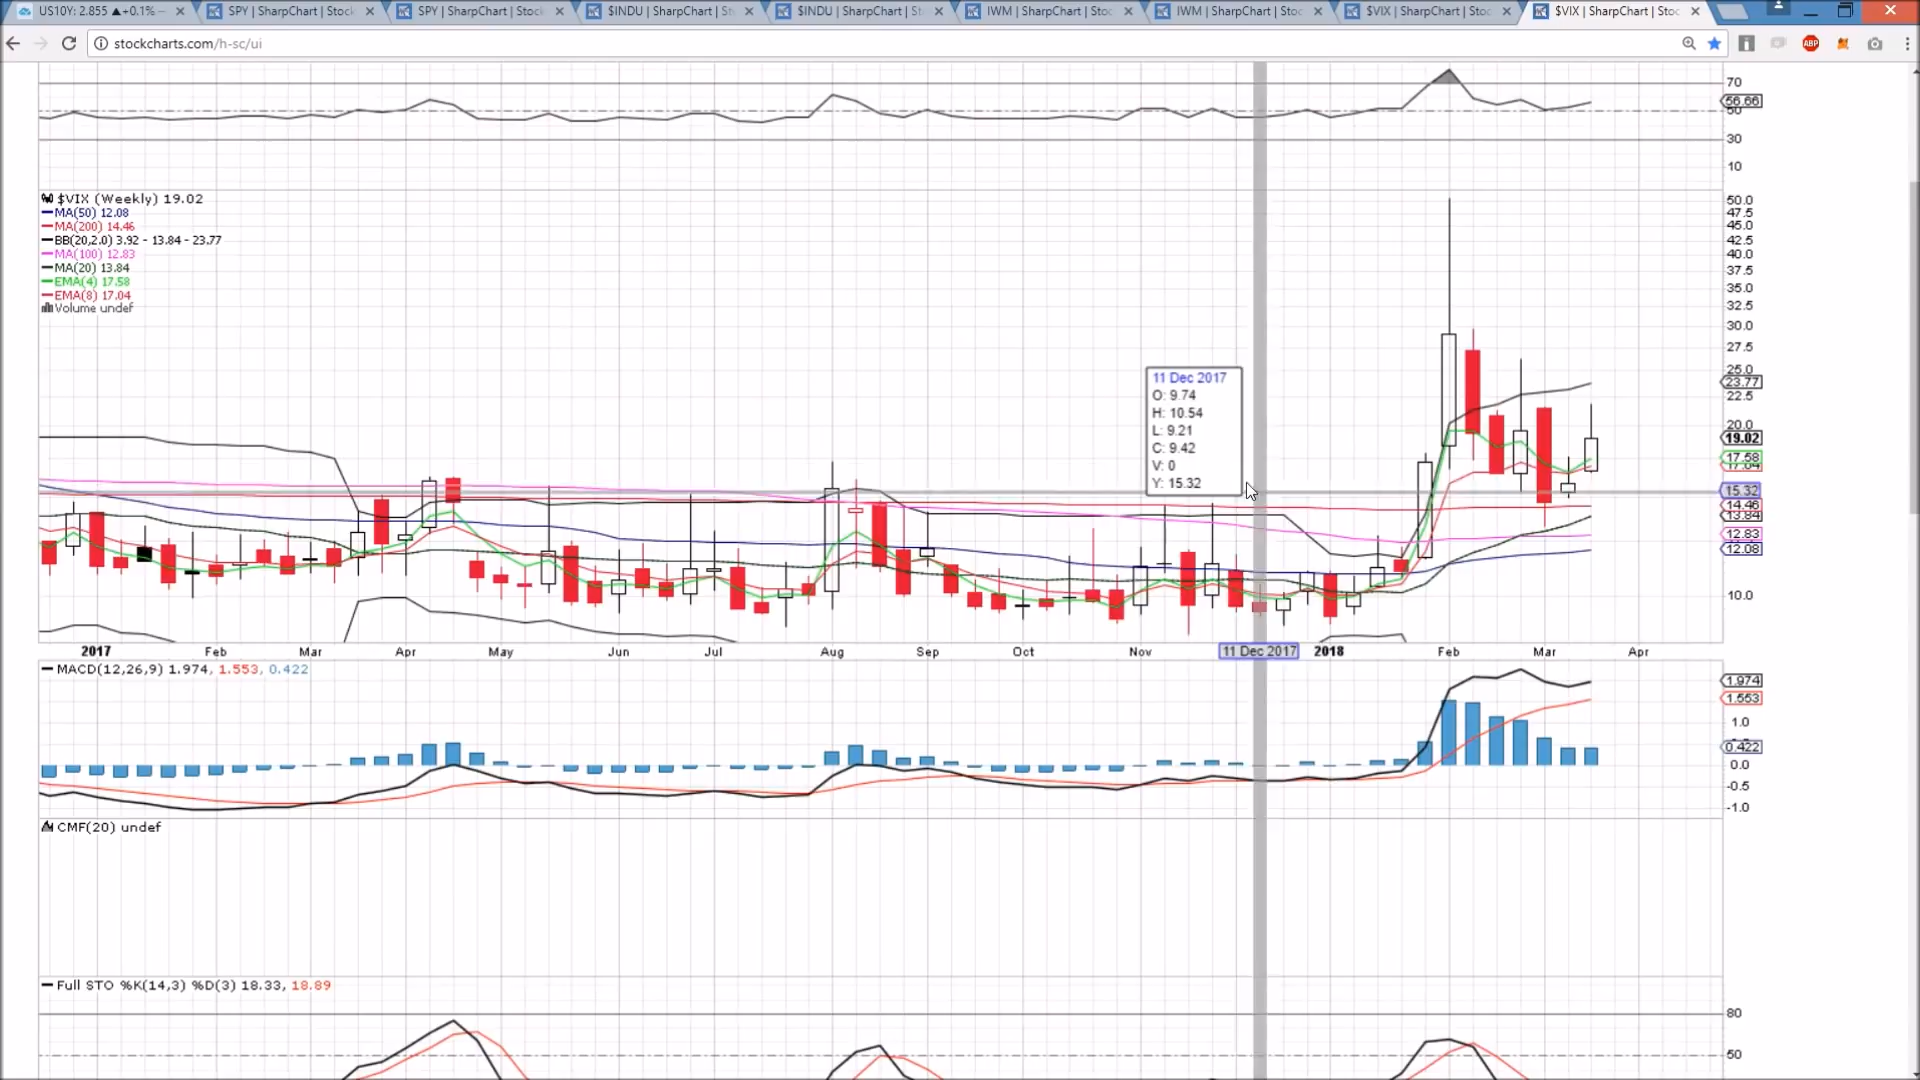 US10Y: 2.855 ▲+0.1% —
SPY | SharpChart | Stock
SPY | SharpChart | Stock
$INDU | SharpChart | St
$INDU | SharpChart | St
IWM | SharpChart | Stoc
IWM | SharpChart | Stoc
$VIX | SharpChart | Stoc
$VIX | SharpChart | Stoc
stockcharts.com/h-sc/ui
ABP
70
56.66
50
30
10
$VIX (Weekly) 19.02
MA(50) 12.08
MA(200) 14.46
BB(20,2.0) 3.92 - 13.84 - 23.77
MA(100) 12.83
MA(20) 13.84
EMA(4) 17.58
EMA(8) 17.04
Volume undef
50.0
47.5
45.0
42.5
40.0
37.5
35.0
32.5
30.0
27.5
25.0
23.77
22.5
20.0
19.02
17.58
17.04
15.32
14.46
13.84
12.83
12.08
10.0
11 Dec 2017
O: 9.74
H: 10.54
L: 9.21
C: 9.42
V: 0
Y: 15.32
2017 Feb Mar Apr May Jun Jul Aug Sep Oct Nov 11 Dec 2017 2018 Feb Mar Apr
MACD(12,26,9) 1.974, 1.553, 0.422
1.974
1.553
1.0
0.422
0.0
-0.5
-1.0
CMF(20) undef
Full STO %K(14,3) %D(3) 18.33, 18.89
80
50